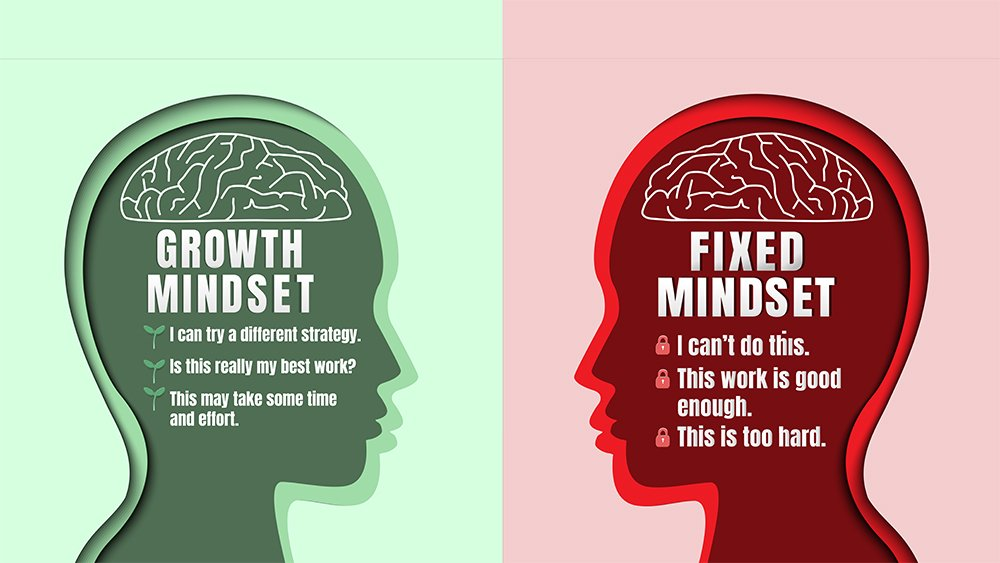 GROWTH
MINDSET
I can try a different strategy.
Is this really my best work?
This may take some time
and effort.
FIXED
MINDSET
I can't do this.
This work is good
enough.
This is too hard.